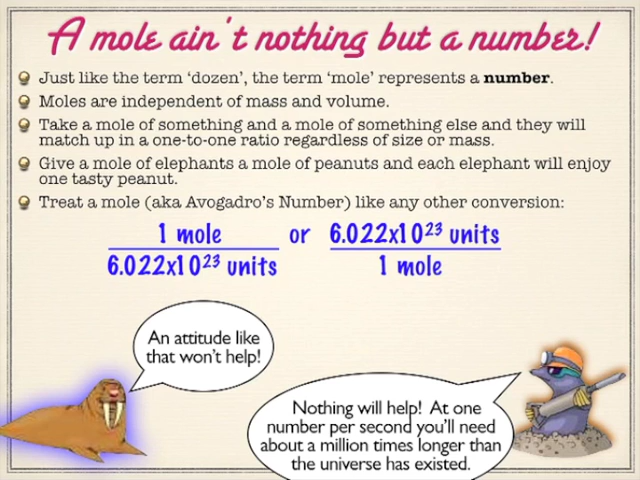 A mole ain't nothing but a number!
Just like the term ‘dozen’, the term ‘mole’ represents a number.
Moles are independent of mass and volume.
Take a mole of something and a mole of something else and they will
match up in a one-to-one ratio regardless of size or mass.
Give a mole of elephants a mole of peanuts and each elephant will enjoy
one tasty peanut.
Treat a mole (aka Avogadro’s Number) like any other conversion:
1 mole or 6.022x10²³ units
6.022x10²³ units 1 mole
An attitude like
that won’t help!
Nothing will help! At one
number per second you’ll need
about a million times longer than
the universe has existed.